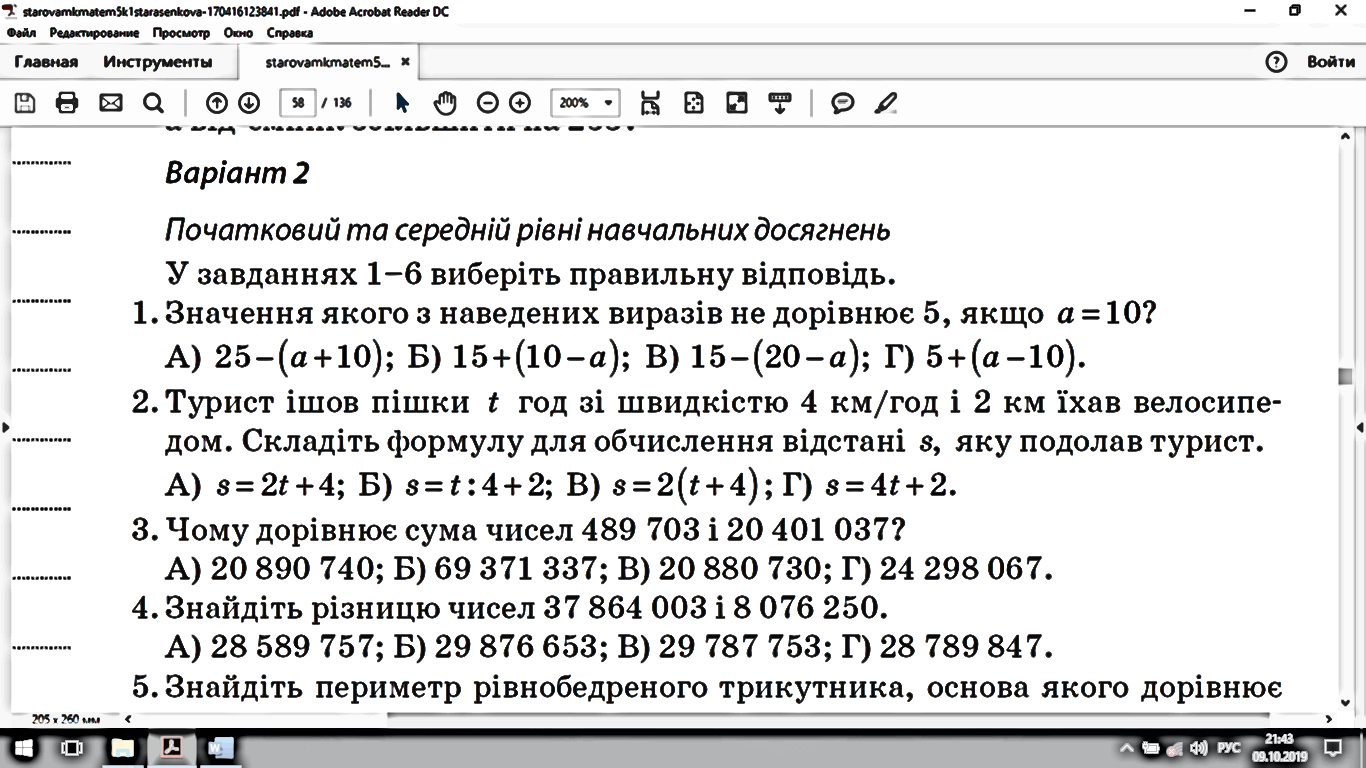 starovamkmatem5k1starasenkova-170416123841.pdf - Adobe Acrobat Reader DC
Файл Редактирование Просмотр Окно Справка
Главная Инструменты starovamkmatem5... × Войти
58 / 136 200%
Варіант 2
Початковий та середній рівні навчальних досягнень
У завданнях 1–6 виберіть правильну відповідь.
1. Значення якого з наведених виразів не дорівнює 5, якщо a=10?
А) 25−(a+10); Б) 15+(10−a); В) 15−(20−a); Г) 5+(a−10).
2. Турист ішов пішки t год зі швидкістю 4 км/год і 2 км їхав велосипе-
дом. Складіть формулу для обчислення відстані s, яку подолав турист.
А) s=2t+4; Б) s=t:4+2; В) s=2(t+4); Г) s=4t+2.
3. Чому дорівнює сума чисел 489 703 і 20 401 037?
А) 20 890 740; Б) 69 371 337; В) 20 880 730; Г) 24 298 067.
4. Знайдіть різницю чисел 37 864 003 і 8 076 250.
А) 28 589 757; Б) 29 876 653; В) 29 787 753; Г) 28 789 847.
5. Знайдіть периметр рівнобедреного трикутника, основа якого дорівнює
205 x 260 мм
РУС 21:43
09.10.2019